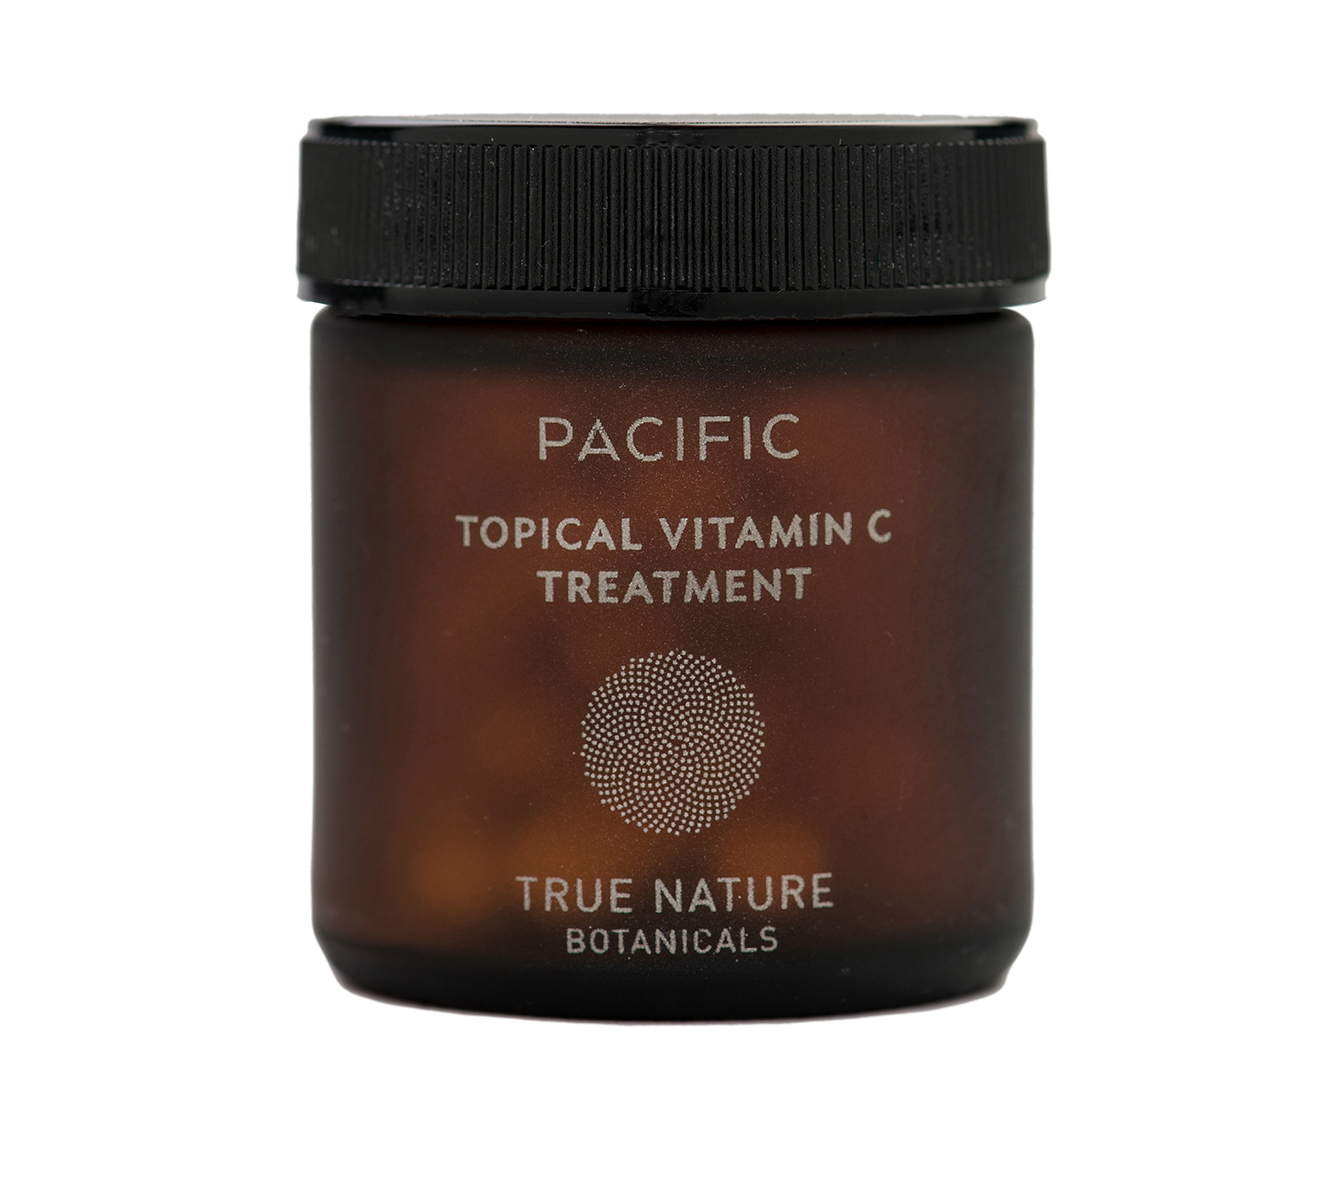 PACIFIC
TOPICAL VITAMIN C
TREATMENT
TRUE NATURE
BOTANICALS